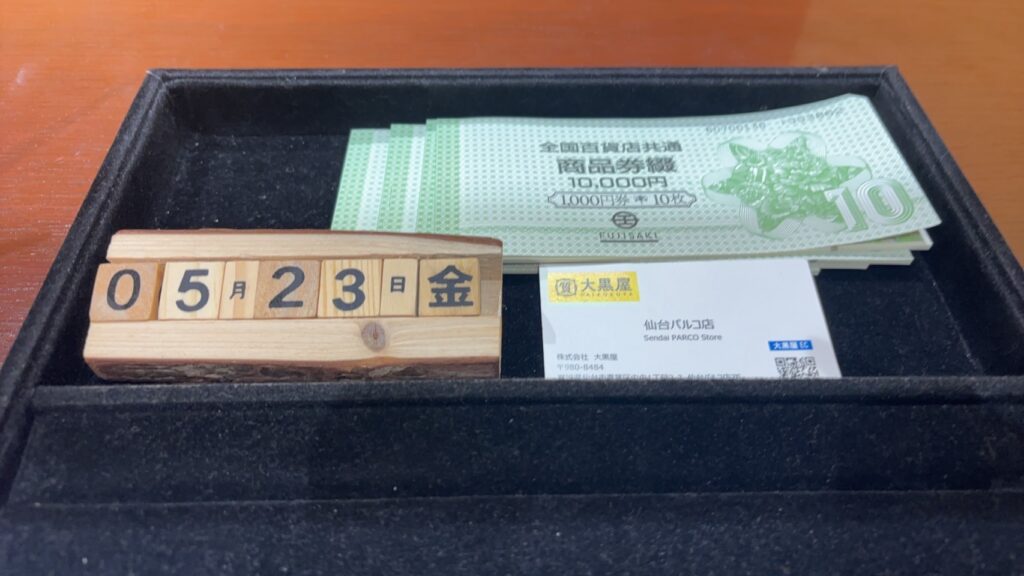 全国百貨店共通
商品券綴
10,000円
1,000円券 10枚
FUJISAKI
10
05月23日金
大黒屋
DAIKOKUYA
仙台パルコ店
Sendai PARCO Store
大黒屋 EC
株式会社 大黒屋
〒980-8484